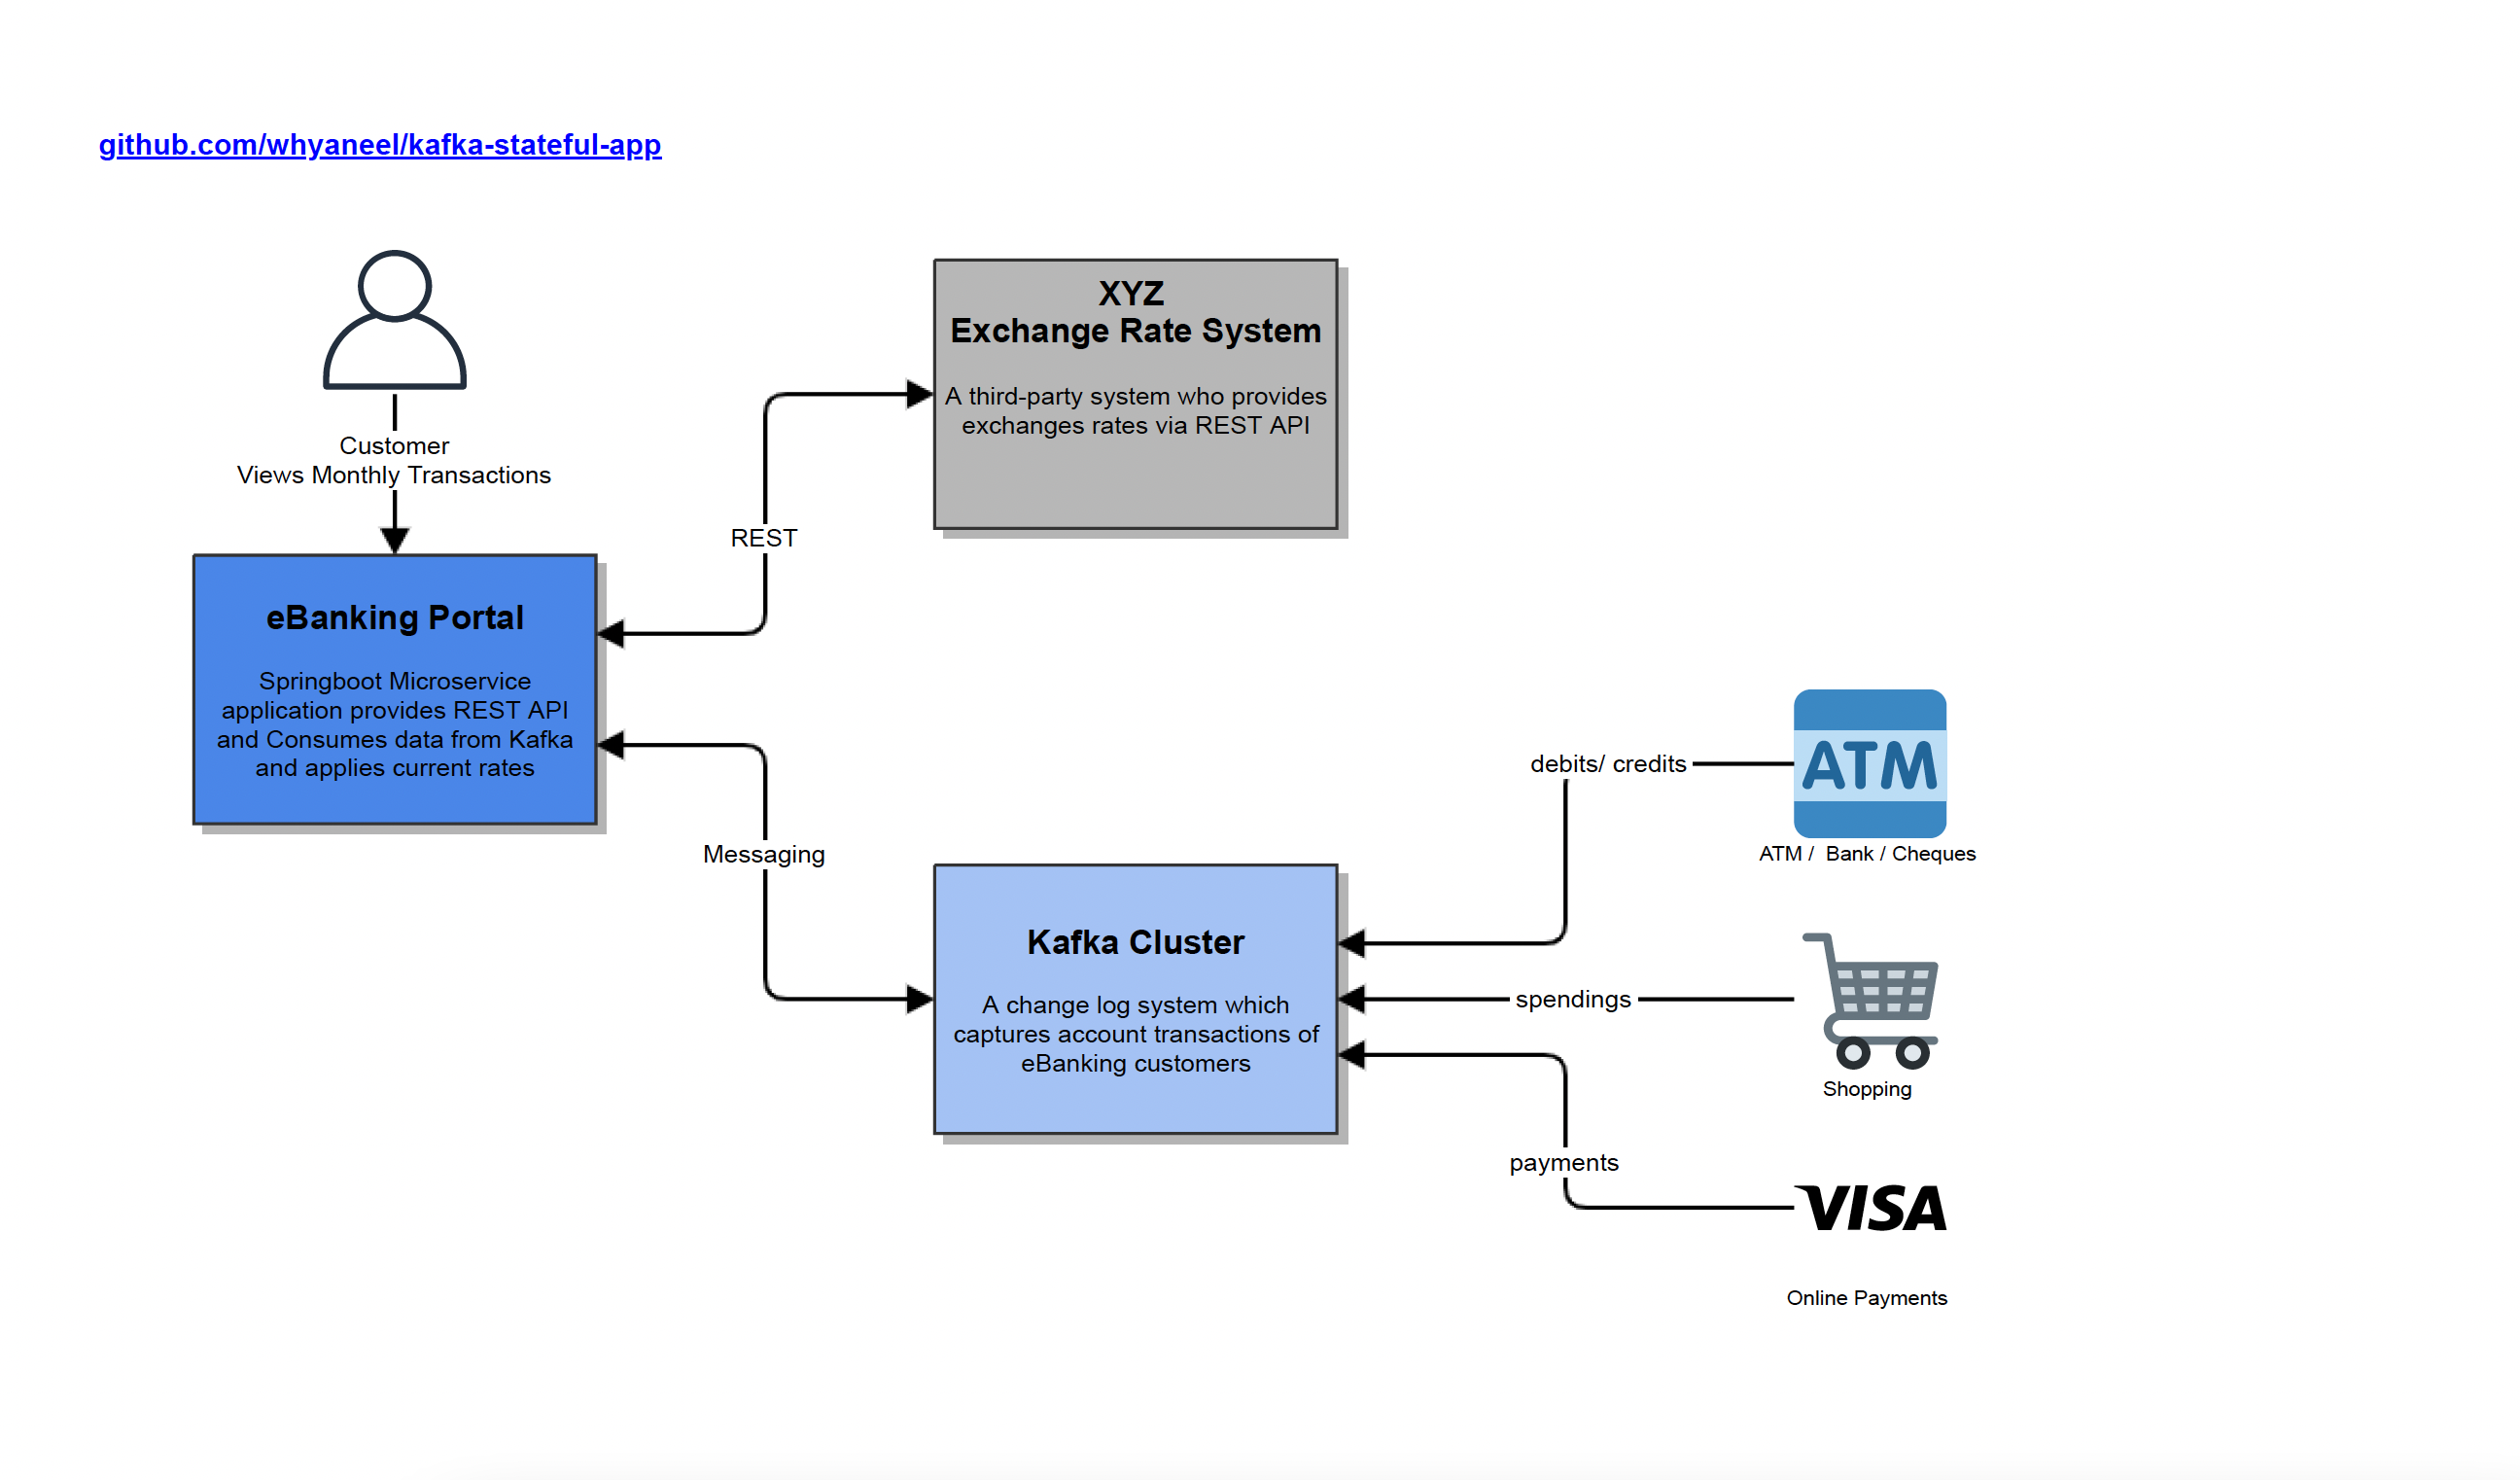 github.com/whyaneel/kafka-stateful-app
Customer
Views Monthly Transactions
XYZ
Exchange Rate System
A third-party system who provides
exchanges rates via REST API
REST
eBanking Portal
Springboot Microservice
application provides REST API
and Consumes data from Kafka
and applies current rates
Messaging
Kafka Cluster
A change log system which
captures account transactions of
eBanking customers
debits/ credits
ATM
ATM /  Bank / Cheques
spendings
Shopping
payments
VISA
Online Payments